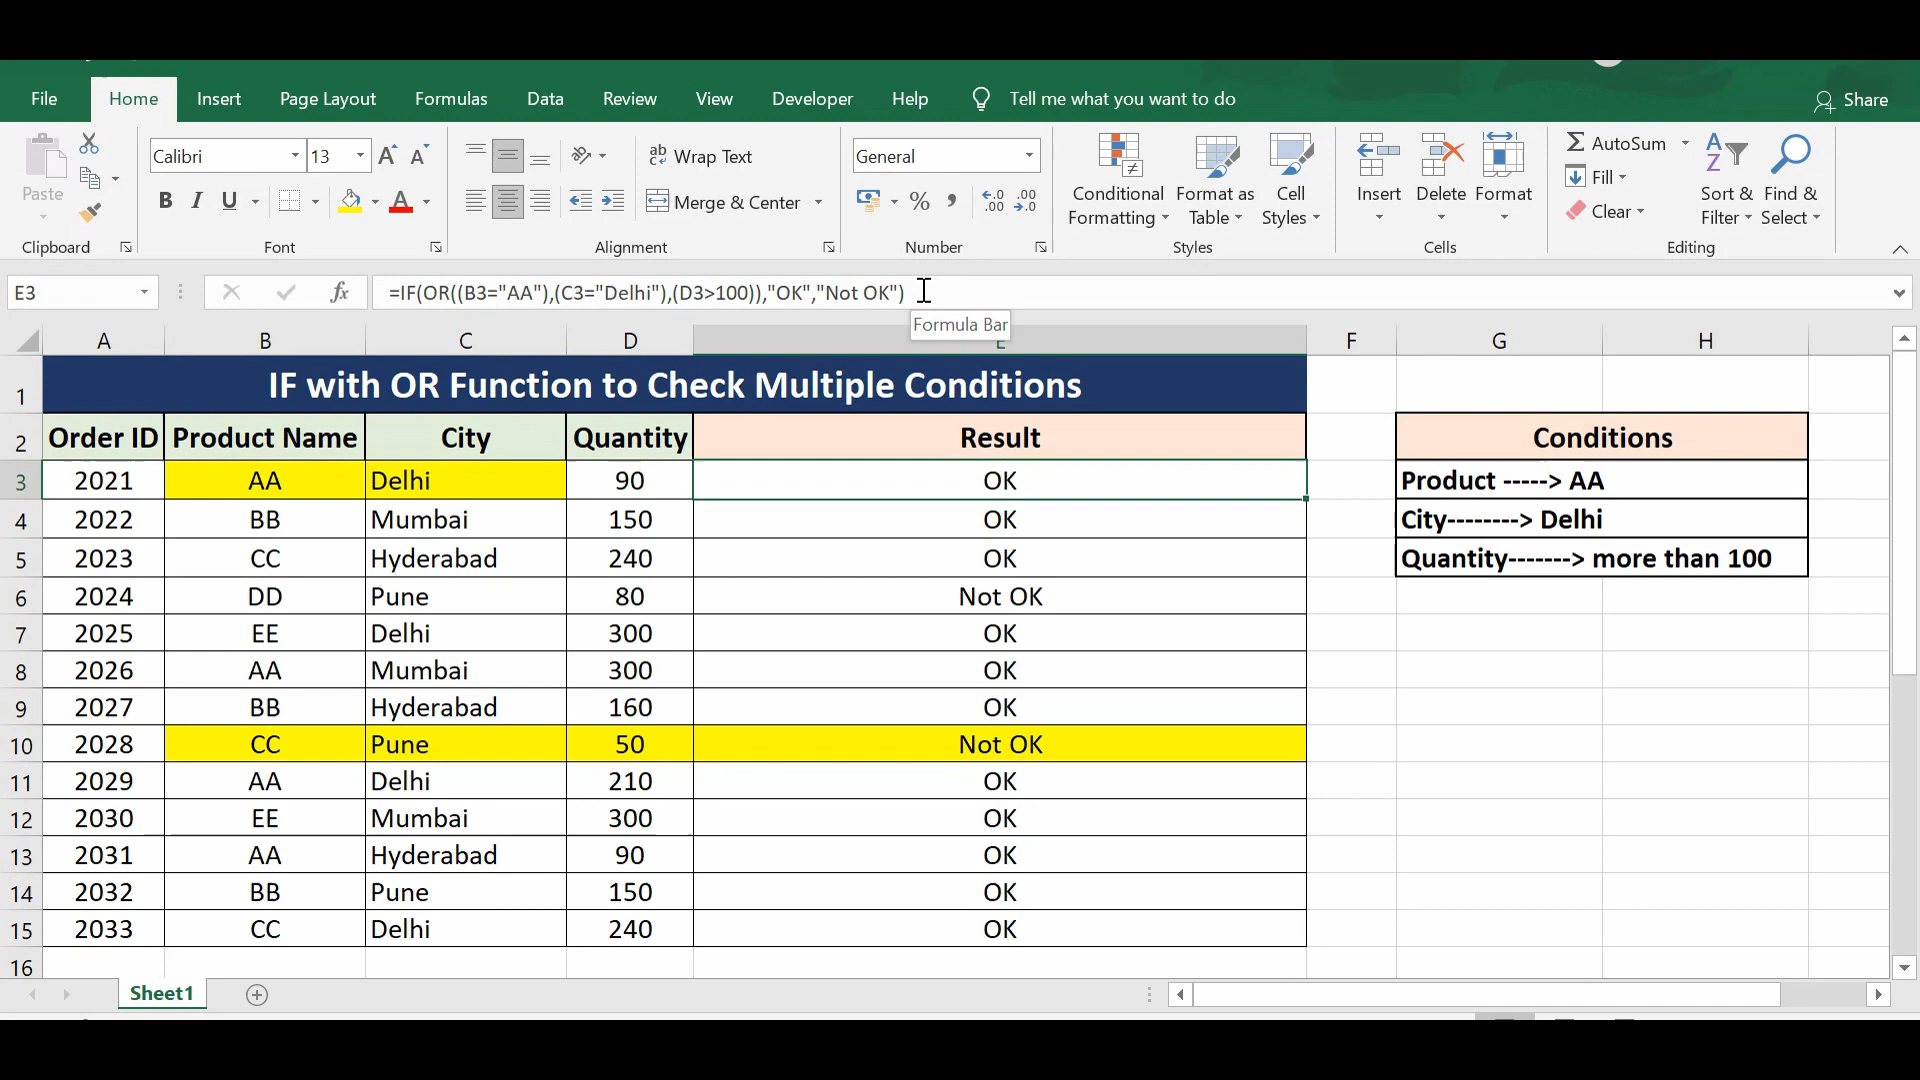 File Home Insert Page Layout Formulas Data Review View Developer Help Tell me what you want to do Share
Paste
Clipboard
Calibri 13
B I U
Font
Wrap Text
Merge & Center
Alignment
General
Number
Conditional Formatting
Format as Table
Cell Styles
Styles
Insert Delete Format
Cells
AutoSum
Fill
Clear
Sort & Filter
Find & Select
Editing
E3 fx =IF(OR((B3="AA"),(C3="Delhi"),(D3>100)),"OK","Not OK")
Formula Bar
A B C D E F G H
1 IF with OR Function to Check Multiple Conditions
2 Order ID Product Name City Quantity Result Conditions
3 2021 AA Delhi 90 OK Product -----> AA
4 2022 BB Mumbai 150 OK City--------> Delhi
5 2023 CC Hyderabad 240 OK Quantity-------> more than 100
6 2024 DD Pune 80 Not OK
7 2025 EE Delhi 300 OK
8 2026 AA Mumbai 300 OK
9 2027 BB Hyderabad 160 OK
10 2028 CC Pune 50 Not OK
11 2029 AA Delhi 210 OK
12 2030 EE Mumbai 300 OK
13 2031 AA Hyderabad 90 OK
14 2032 BB Pune 150 OK
15 2033 CC Delhi 240 OK
16
Sheet1